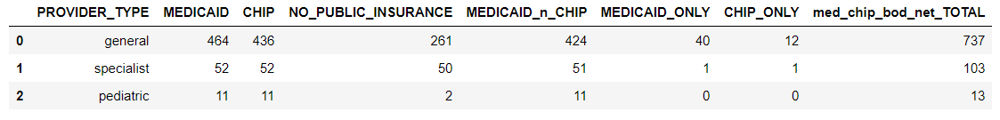 PROVIDER_TYPE MEDICAID CHIP NO_PUBLIC_INSURANCE MEDICAID_n_CHIP MEDICAID_ONLY CHIP_ONLY med_chip_bod_net_TOTAL
0 general 464 436 261 424 40 12 737
1 specialist 52 52 50 51 1 1 103
2 pediatric 11 11 2 11 0 0 13